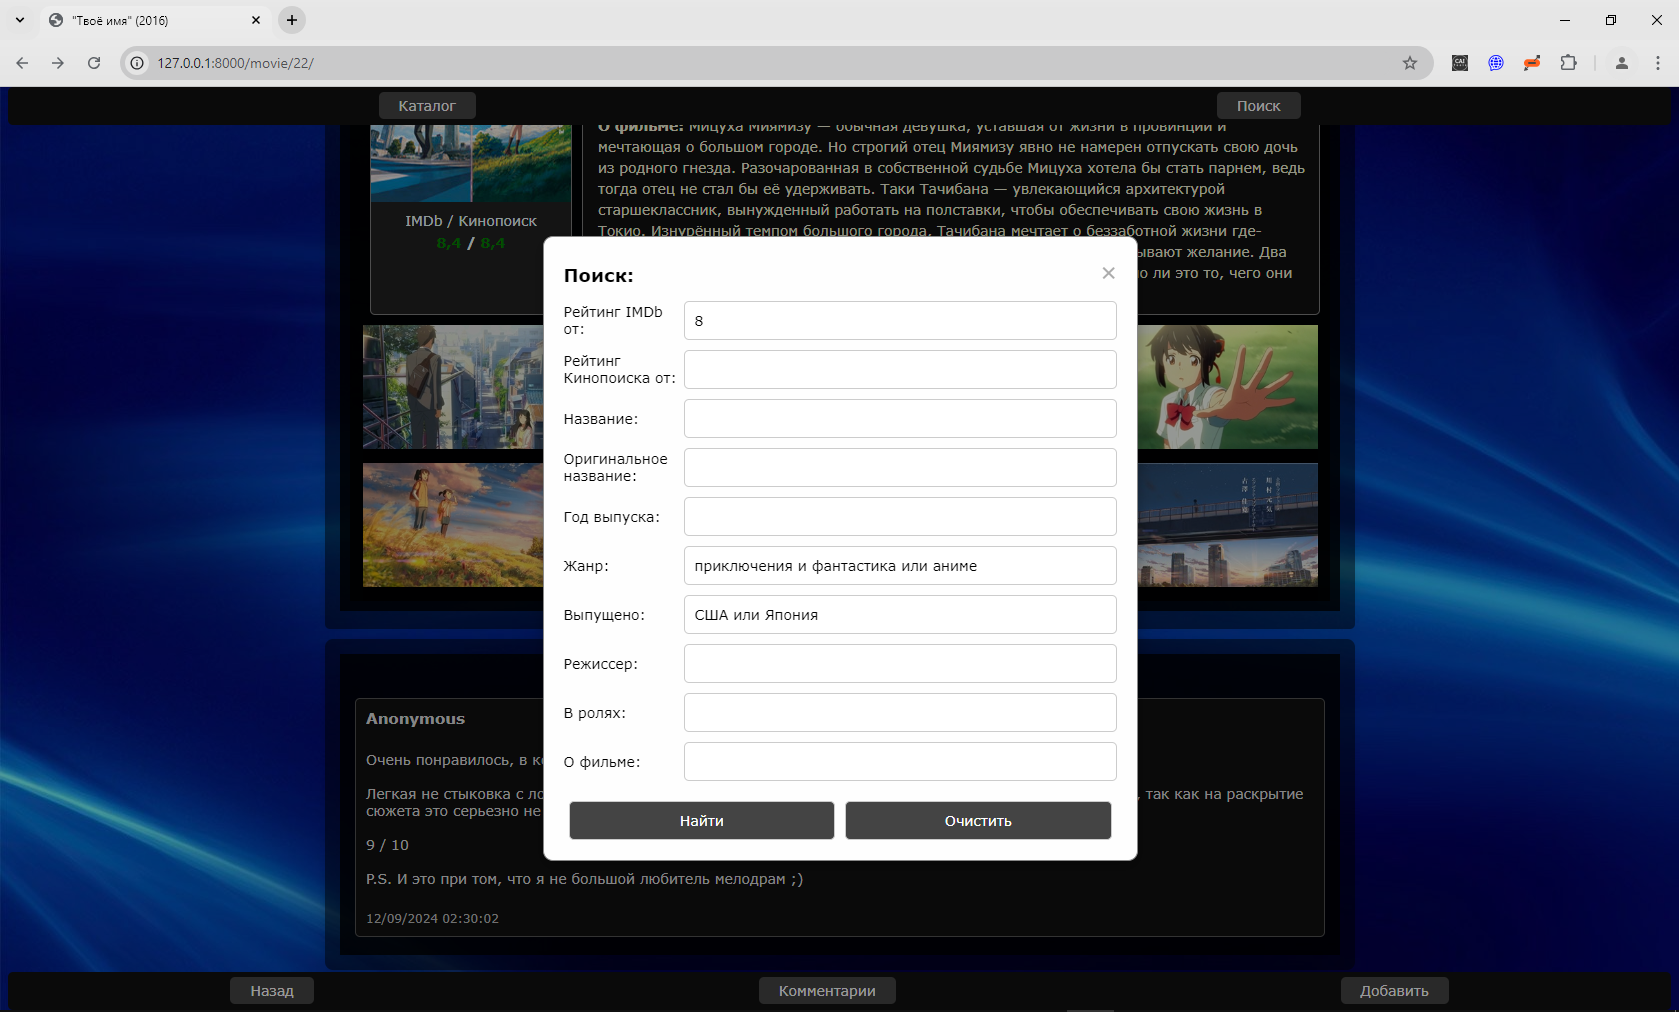 "Твоё имя" (2016)
127.0.0.1:8000/movie/22/
CAI
Каталог
Поиск
О фильме: Мицуха Миямизу — обычная девушка, уставшая от жизни в провинции и
мечтающая о большом городе. Но строгий отец Миямизу явно не намерен отпускать свою дочь
из родного гнезда. Разочарованная в собственной судьбе Мицуха хотела бы стать парнем, ведь
тогда отец не стал бы её удерживать. Таки Тачибана — увлекающийся архитектурой
старшеклассник, вынужденный работать на полставки, чтобы обеспечивать свою жизнь в
Токио. Изнурённый темпом большого города, Тачибана мечтает о беззаботной жизни где-
ывают желание. Два
о ли это то, чего они
IMDb / Кинопоиск
8,4 / 8,4
Поиск:
×
Рейтинг IMDb
от:
8
Рейтинг
Кинопоиска от:
Название:
Оригинальное
название:
Год выпуска:
Жанр:
приключения и фантастика или аниме
Выпущено:
США или Япония
Режиссер:
В ролях:
О фильме:
Найти
Очистить
Anonymous
Очень понравилось, в к
Легкая не стыковка с ло
, так как на раскрытие
сюжета это серьезно не
9 / 10
P.S. И это при том, что я не большой любитель мелодрам ;)
12/09/2024 02:30:02
Назад
Комментарии
Добавить